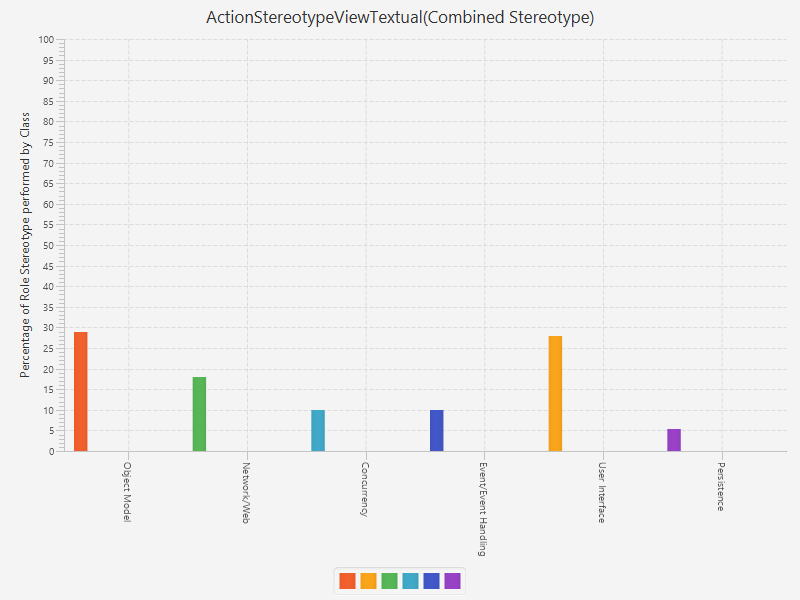 ActionStereotypeViewTextual(Combined Stereotype)
Percentage of Role Stereotype performed by Class
100
95
90
85
80
75
70
65
60
55
50
45
40
35
30
25
20
15
10
5
0
Object Model
Network/Web
Concurrency
Event/Event Handling
User Interface
Persistence